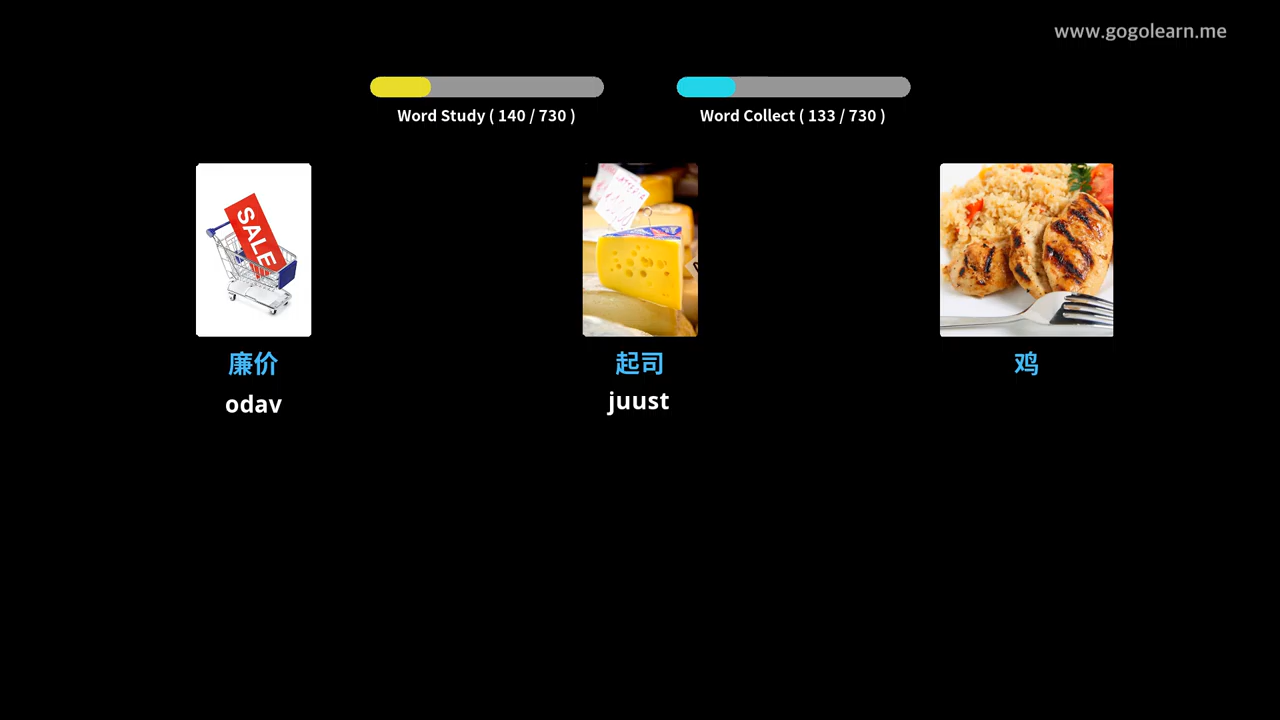 www.gogolearn.me
Word Study ( 140 / 730 )
Word Collect ( 133 / 730 )
SALE
廉价
起司
鸡
odav
juust